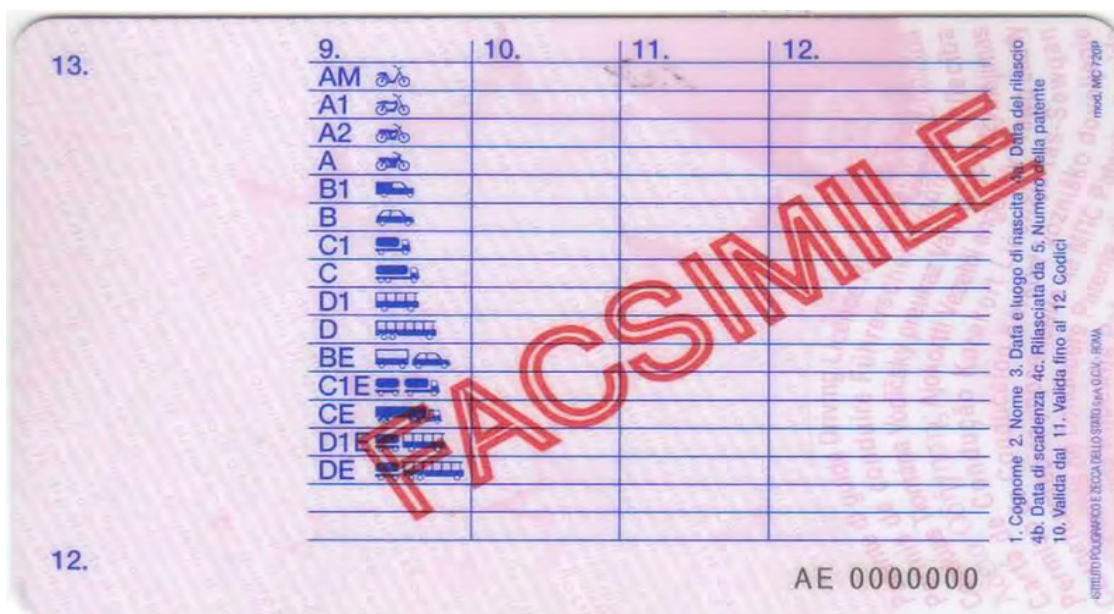 13.
9. 10. 11. 12.
AM
A1
A2
A
B1
B
C1
C
D1
D
BE
C1E
CE
D1E
DE
12.
AE 0000000
FACSIMILE
1. Cognome 2. Nome 3. Data e luogo di nascita 4a. Data del rilascio
4b. Data di scadenza 4c. Rilasciata da 5. Numero della patente
10. Valida dal 11. Valida fino al 12. Codici
mod. MC 720P
ISTITUTO POLIGRAFICO E ZECCA DELLO STATO S.p.A. O.C.V. - ROMA